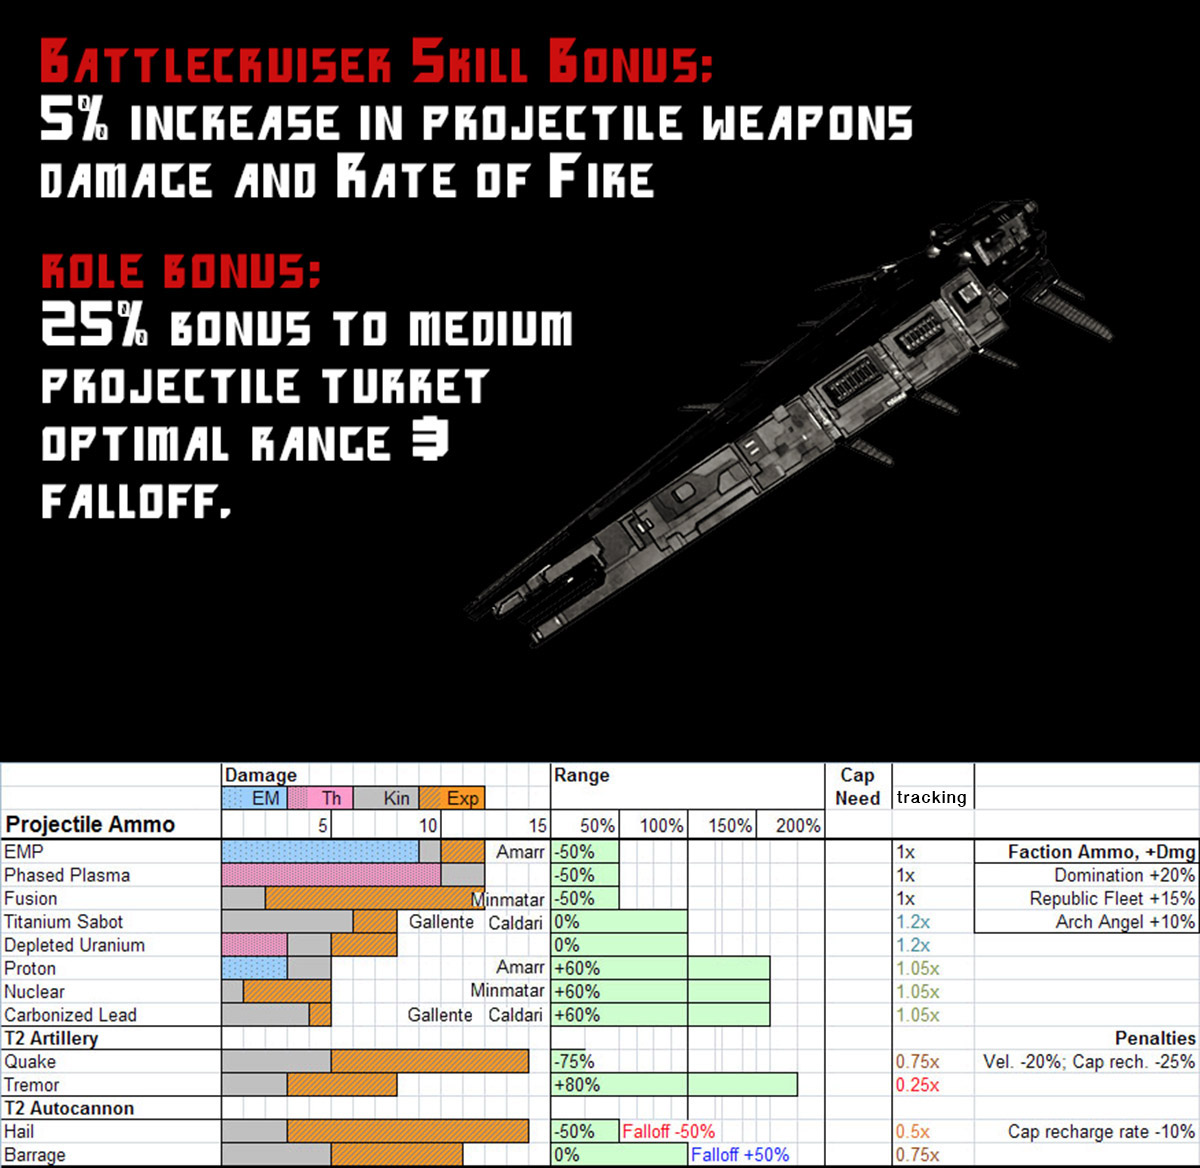 Battlecruiser Skill Bonus:
5% increase in projectile weapons
damage and Rate of Fire
Role Bonus:
25% bonus to medium
projectile turret
optimal range &
falloff.
Damage Range Cap Need tracking
EM Th Kin Exp
Projectile Ammo 5 10 15 50% 100% 150% 200%
EMP Amarr -50% 1x Faction Ammo, +Dmg
Phased Plasma -50% 1x Domination +20%
Fusion Minmatar -50% 1x Republic Fleet +15%
Titanium Sabot Gallente Caldari 0% 1.2x Arch Angel +10%
Depleted Uranium 0% 1.2x
Proton Amarr +60% 1.05x
Nuclear Minmatar +60% 1.05x
Carbonized Lead Gallente Caldari +60% 1.05x
T2 Artillery Penalties
Quake -75% 0.75x Vel. -20%; Cap rech. -25%
Tremor +80% 0.25x
T2 Autocannon
Hail -50% Falloff -50% 0.5x Cap recharge rate -10%
Barrage 0% Falloff +50% 0.75x